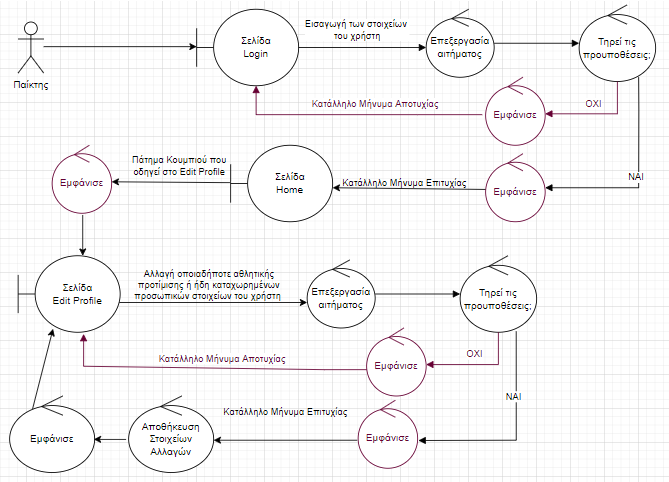 Παίκτης
Σελίδα
Login
Εισαγωγή των στοιχείων
του χρήστη
Επεξεργασία
αιτήματος
Τηρεί τις
προυποθέσεις;
ΟΧΙ
Εμφάνισε
Κατάλληλο Μήνυμα Αποτυχίας
ΝΑΙ
Εμφάνισε
Κατάλληλο Μήνυμα Επιτυχίας
Σελίδα
Home
Πάτημα Κουμπιού που
οδηγεί στο Edit Profile
Εμφάνισε
Σελίδα
Edit Profile
Αλλαγή οποιαδήποτε αθλητικής
προτίμισης ή ήδη καταχωρημένων
προσωπικών στοιχείων του χρήστη
Επεξεργασία
αιτήματος
Τηρεί τις
προυποθέσεις;
ΟΧΙ
Εμφάνισε
Κατάλληλο Μήνυμα Αποτυχίας
ΝΑΙ
Εμφάνισε
Κατάλληλο Μήνυμα Επιτυχίας
Αποθήκευση
Στοιχείων
Αλλαγών
Εμφάνισε